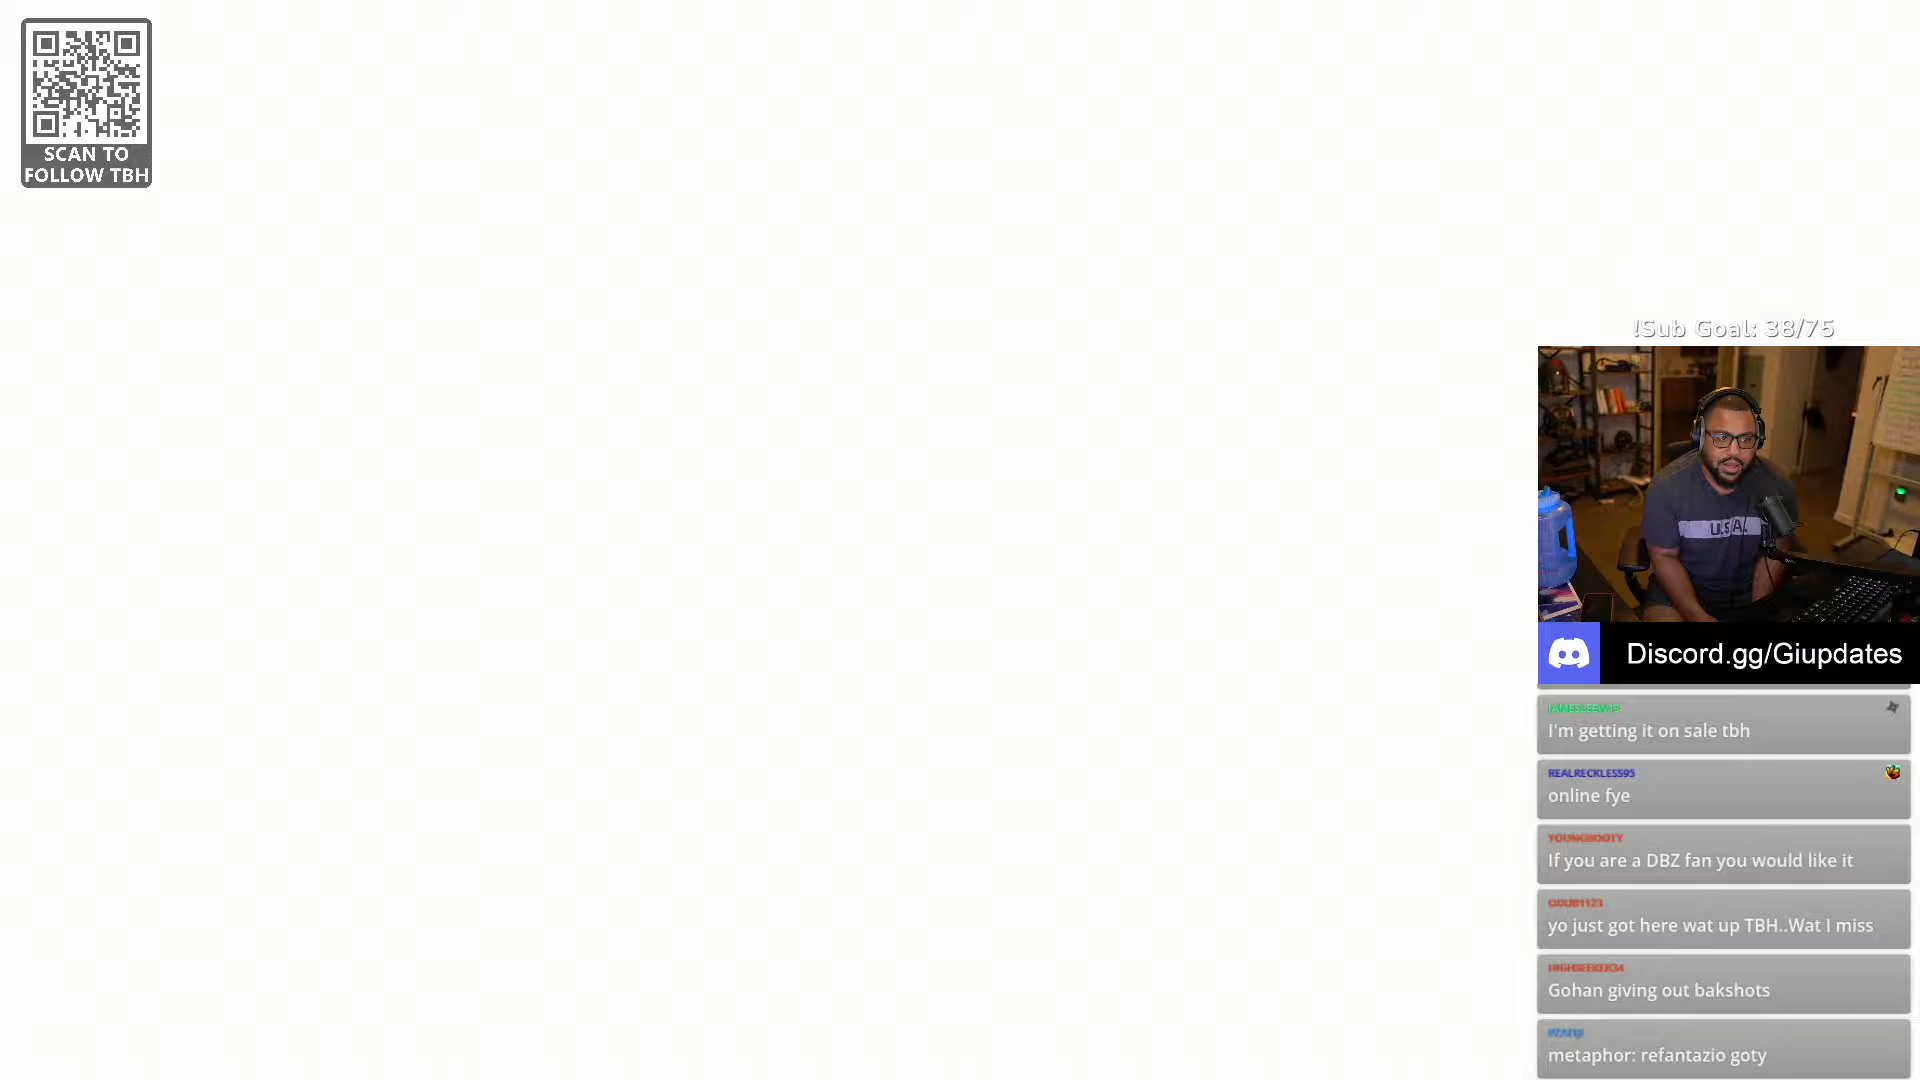 SCAN TO
FOLLOW TBH
!Sub Goal: 38/75
U.S.A.
Discord.gg/Giupdates
I'm getting it on sale tbh
REALRECKLESS95
online fye
YOUNGBOOTY
If you are a DBZ fan you would like it
yo just got here wat up TBH..Wat I miss
HIGHSEEKER34
Gohan giving out bakshots
metaphor: refantazio goty